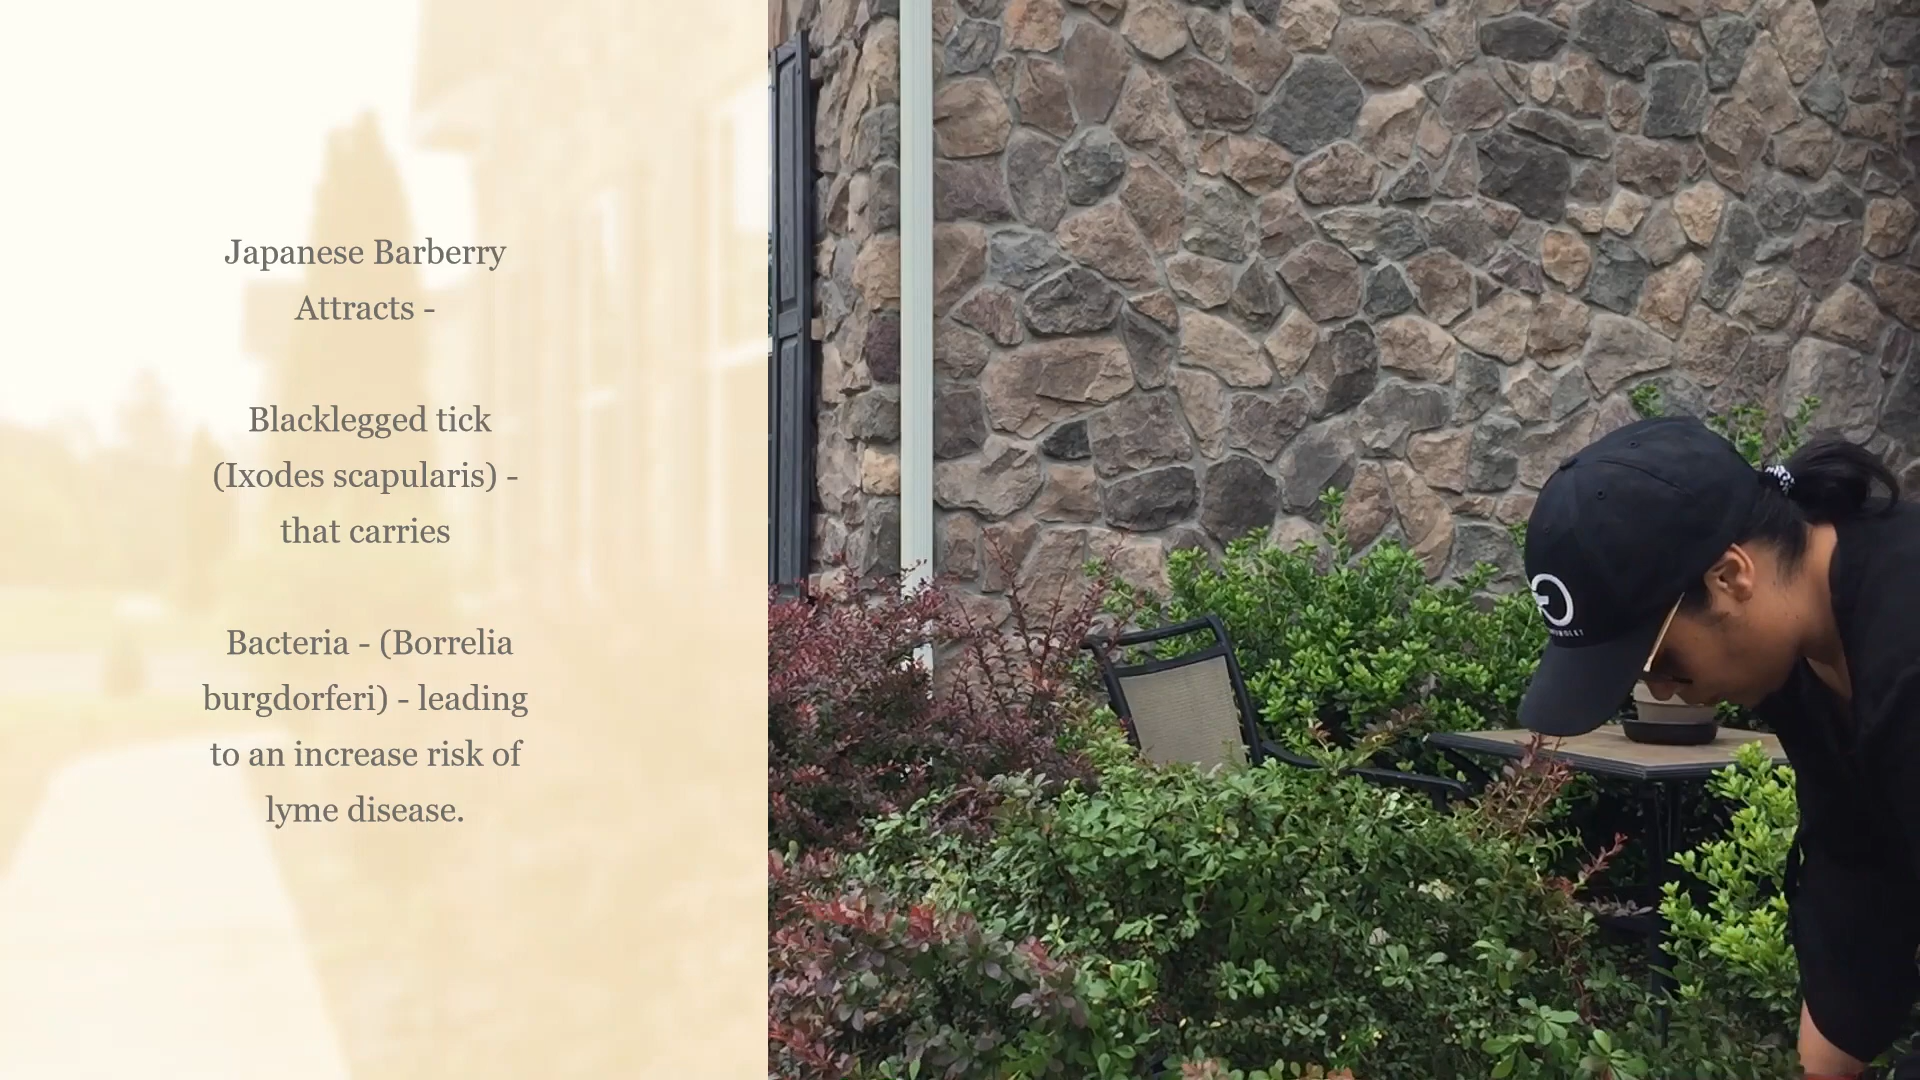 Japanese Barberry
Attracts -
Blacklegged tick
(Ixodes scapularis) -
that carries
Bacteria - (Borrelia
burgdorferi) - leading
to an increase risk of
lyme disease.